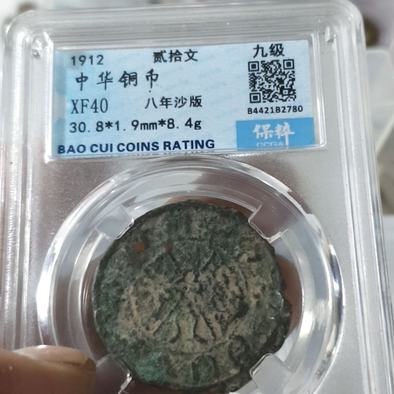 1912 贰拾文 九级
中华铜币
XF40 八年沙版
30.8*1.9mm*8.4g
B4421B2780
保粹
BAO CUI COINS RATING